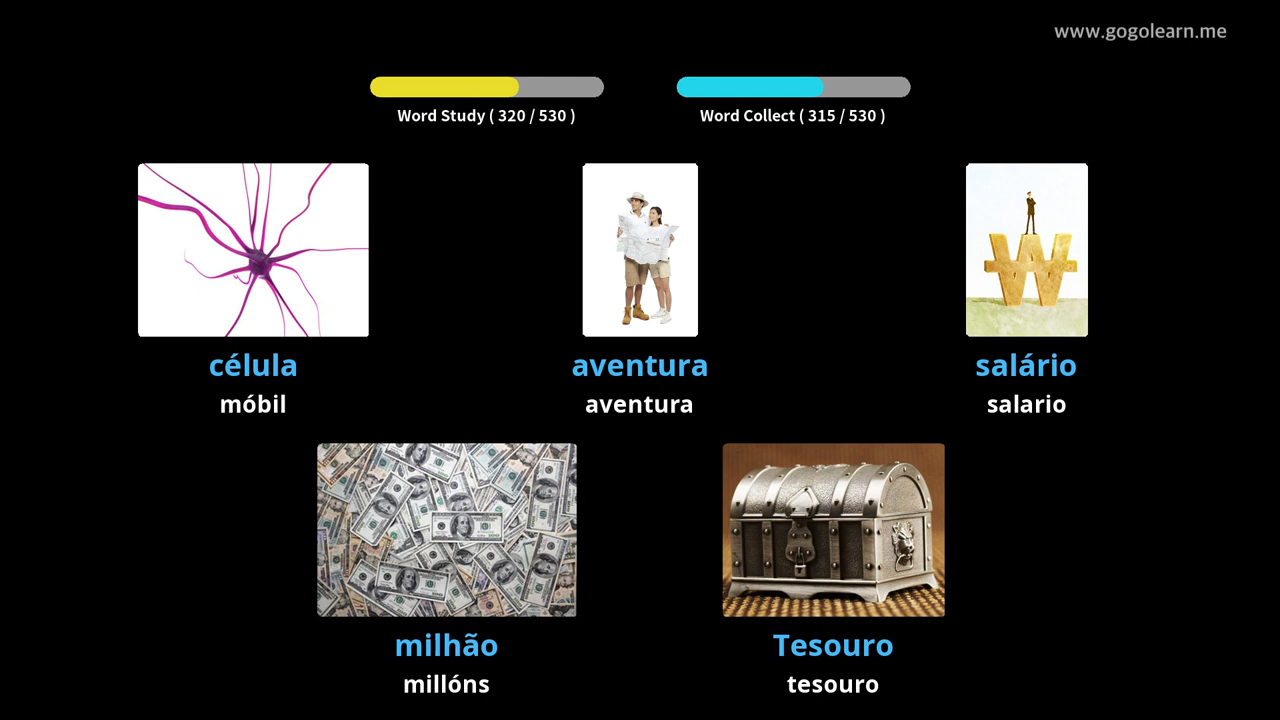 www.gogolearn.me
Word Study ( 320 / 530 )
Word Collect ( 315 / 530 )
célula
móbil
aventura
aventura
salário
salario
milhão
millóns
Tesouro
tesouro